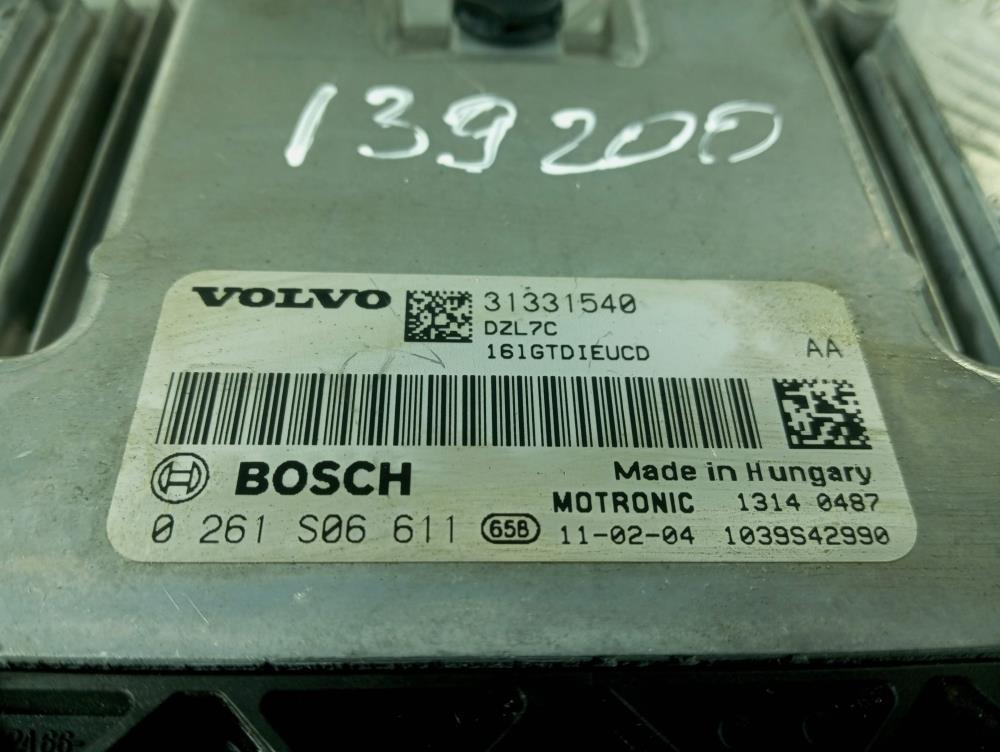 139200
VOLVO 31331540
DZL7C
161GTDIEUCD AA
BOSCH Made in Hungary
MOTRONIC 1314 0487
0 261 S06 611 65B 11-02-04 1039S42990